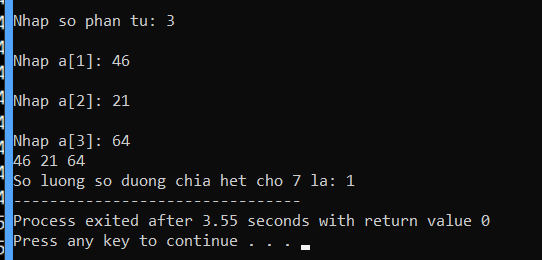 Nhap so phan tu: 3
Nhap a[1]: 46
Nhap a[2]: 21
Nhap a[3]: 64
46 21 64
So luong so duong chia het cho 7 la: 1
--------------------------------
Process exited after 3.55 seconds with return value 0
Press any key to continue . . .